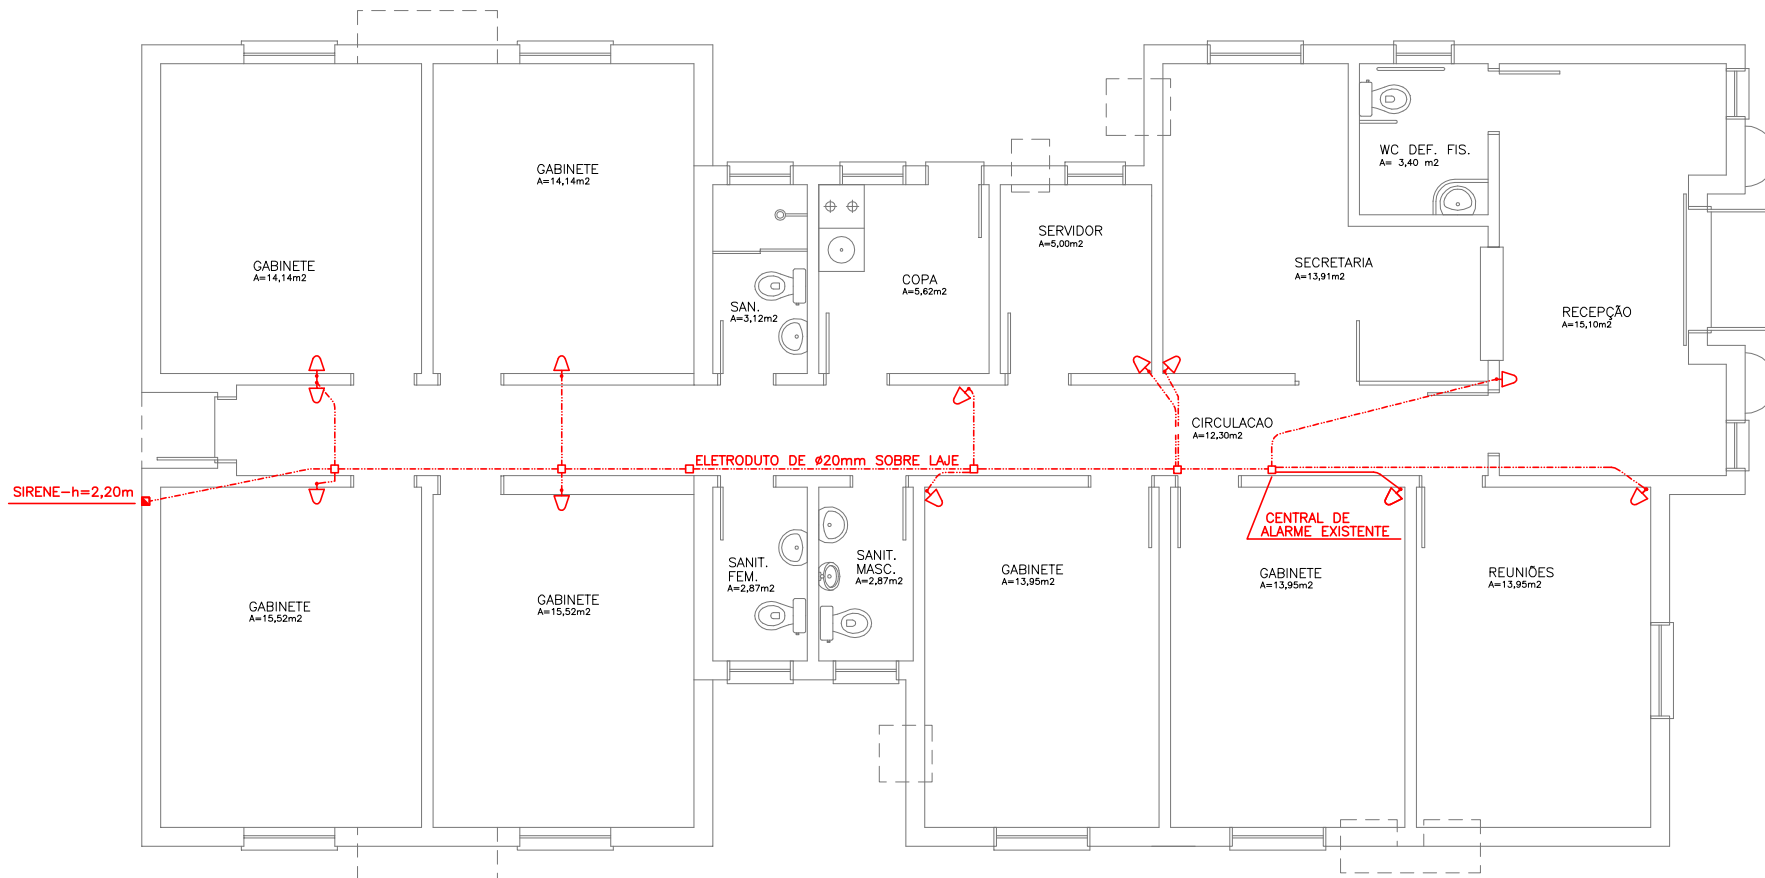 GABINETE
A=14,14m2
GABINETE
A=14,14m2
SAN.
A=3,12m2
COPA
A=5,62m2
SERVIDOR
A=5,00m2
SECRETARIA
A=13,91m2
WC DEF. FIS.
A= 3,40 m2
RECEPÇÃO
A=15,10m2
CIRCULACAO
A=12,30m2
ELETRODUTO DE ø20mm SOBRE LAJE
SIRENE-h=2,20m
CENTRAL DE
ALARME EXISTENTE
GABINETE
A=15,52m2
GABINETE
A=15,52m2
SANIT.
FEM.
A=2,87m2
SANIT.
MASC.
A=2,87m2
GABINETE
A=13,95m2
GABINETE
A=13,95m2
REUNIÕES
A=13,95m2